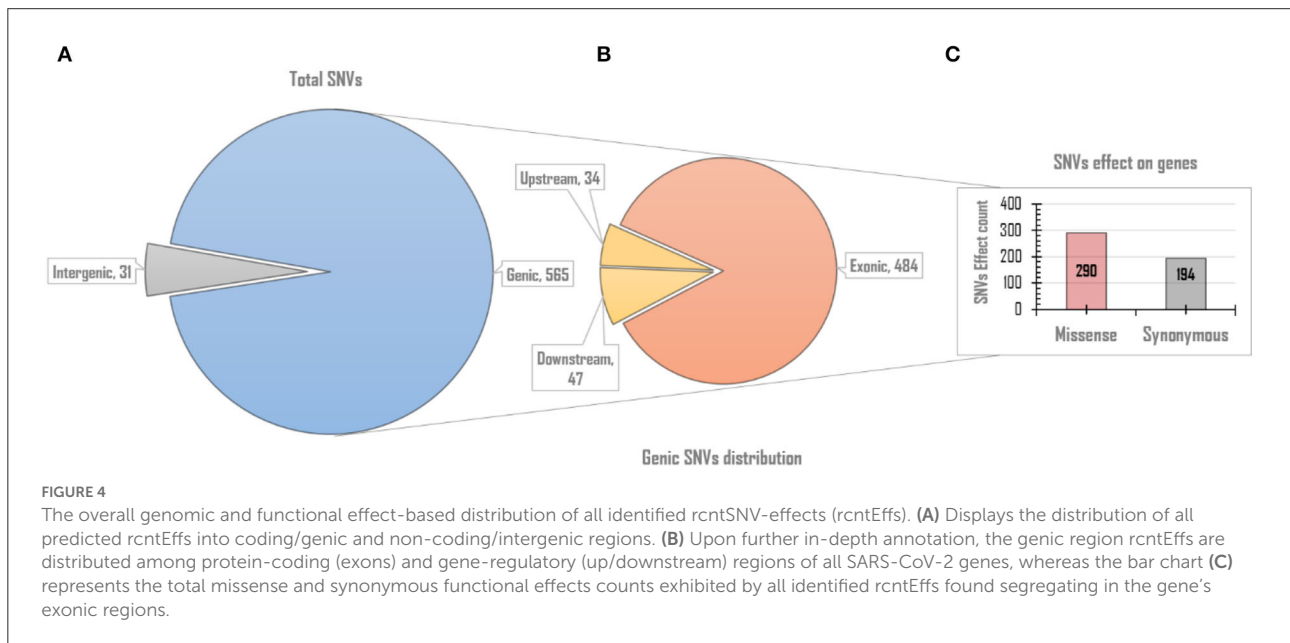 A
B
C
Total SNVs
Intergenic, 31
Genic, 565
Upstream, 34
Downstream,
47
Exonic, 484
Genic SNVs distribution
SNVs effect on genes
SNVs Effect count
400
300
200
100
0
290
194
Missense
Synonymous
FIGURE 4
The overall genomic and functional effect-based distribution of all identified rcntSNV-effects (rcntEffs). (A) Displays the distribution of all
predicted rcntEffs into coding/genic and non-coding/intergenic regions. (B) Upon further in-depth annotation, the genic region rcntEffs are
distributed among protein-coding (exons) and gene-regulatory (up/downstream) regions of all SARS-CoV-2 genes, whereas the bar chart (C)
represents the total missense and synonymous functional effects counts exhibited by all identified rcntEffs found segregating in the gene's
exonic regions.